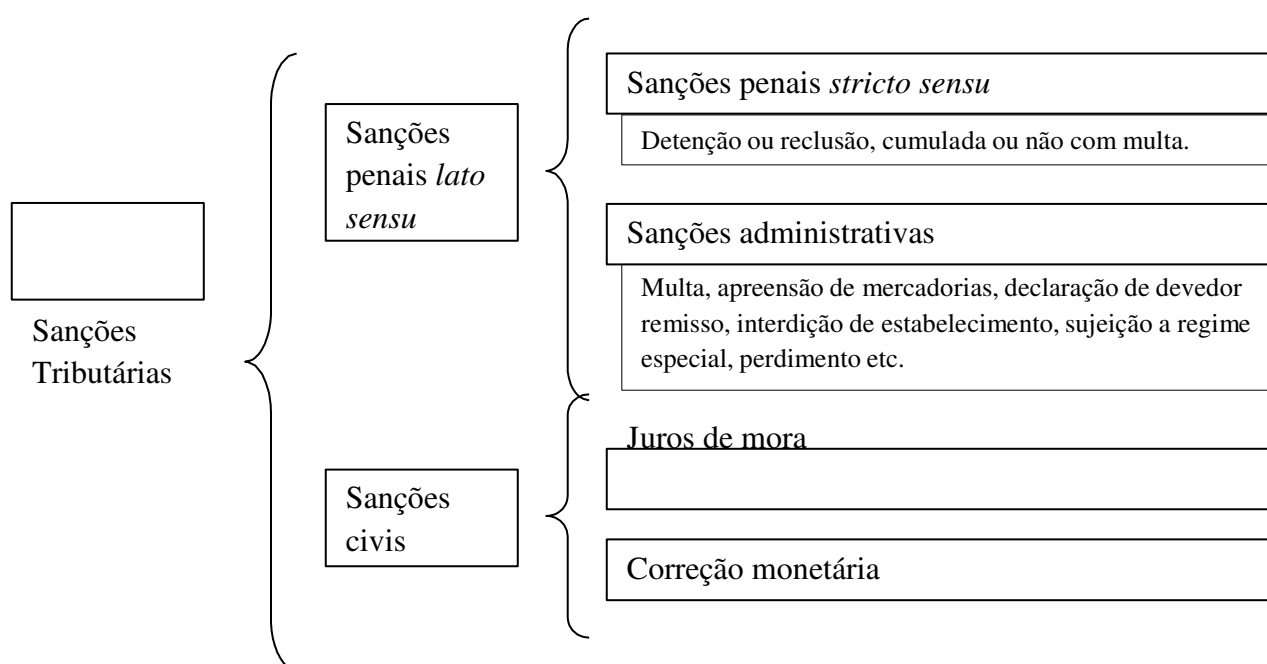 Sanções
Tributárias
Sanções
penais lato
sensu
Sanções penais stricto sensu
Detenção ou reclusão, cumulada ou não com multa.
Sanções administrativas
Multa, apreensão de mercadorias, declaração de devedor
remisso, interdição de estabelecimento, sujeição a regime
especial, perdimento etc.
Sanções
civis
Juros de mora
Correção monetária